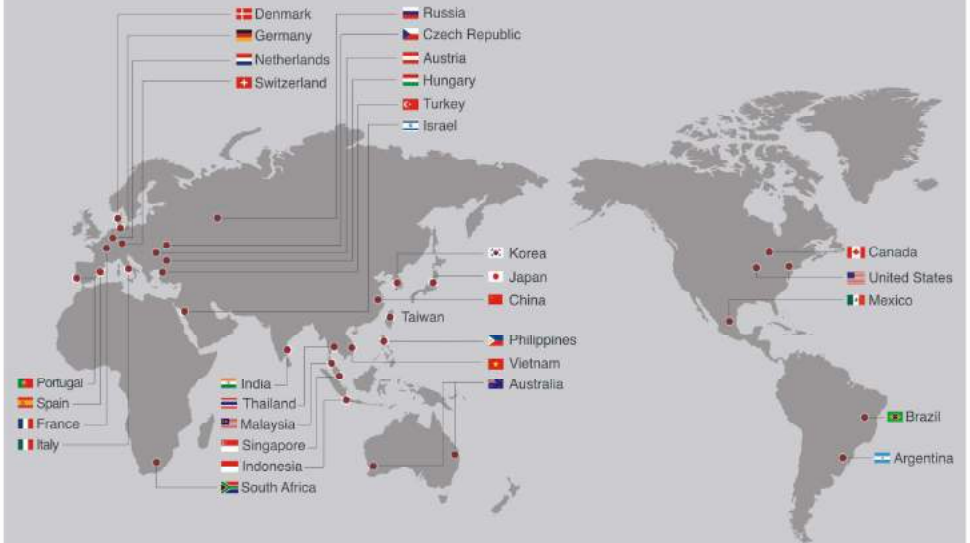 Denmark
Germany
Netherlands
Switzerland
Russia
Czech Republic
Austria
Hungary
Turkey
Israel
Korea
Japan
China
Taiwan
Philippines
Vietnam
Australia
Canada
United States
Mexico
Portugal
Spain
France
Italy
India
Thailand
Malaysia
Singapore
Indonesia
South Africa
Brazil
Argentina